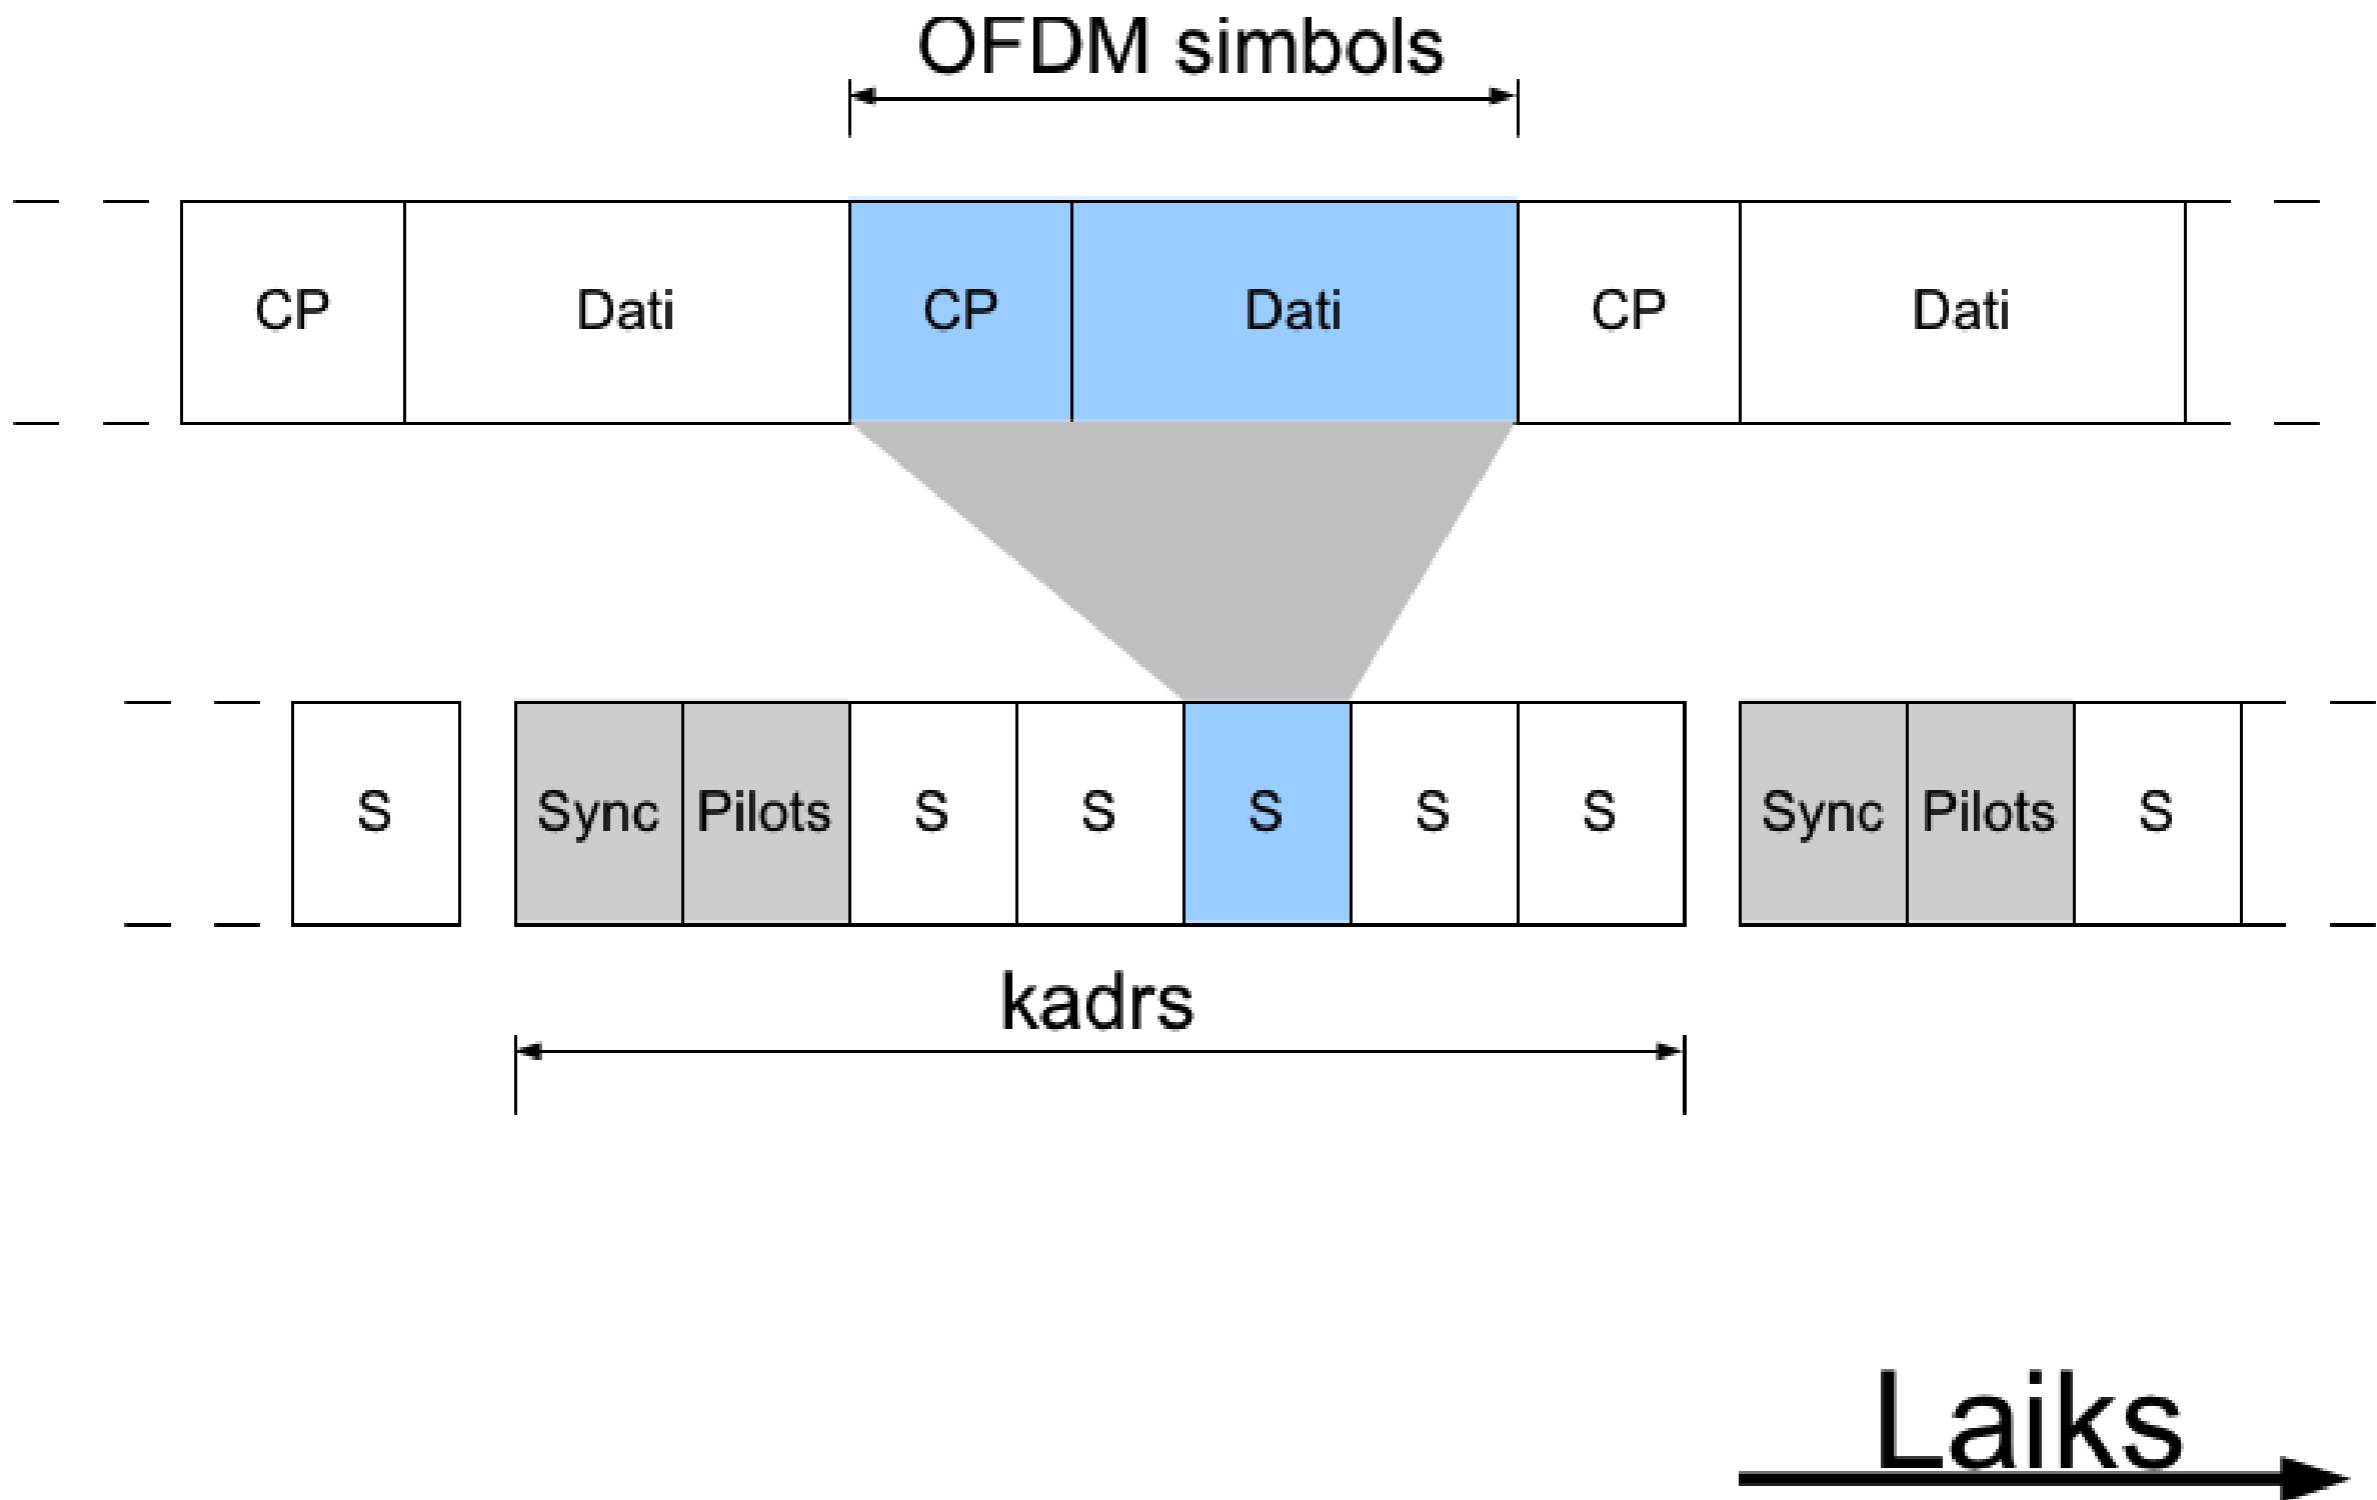 OFDM simbols
CP Dati CP Dati CP Dati
S Sync Pilots S S S S S Sync Pilots S
kadrs
Laiks